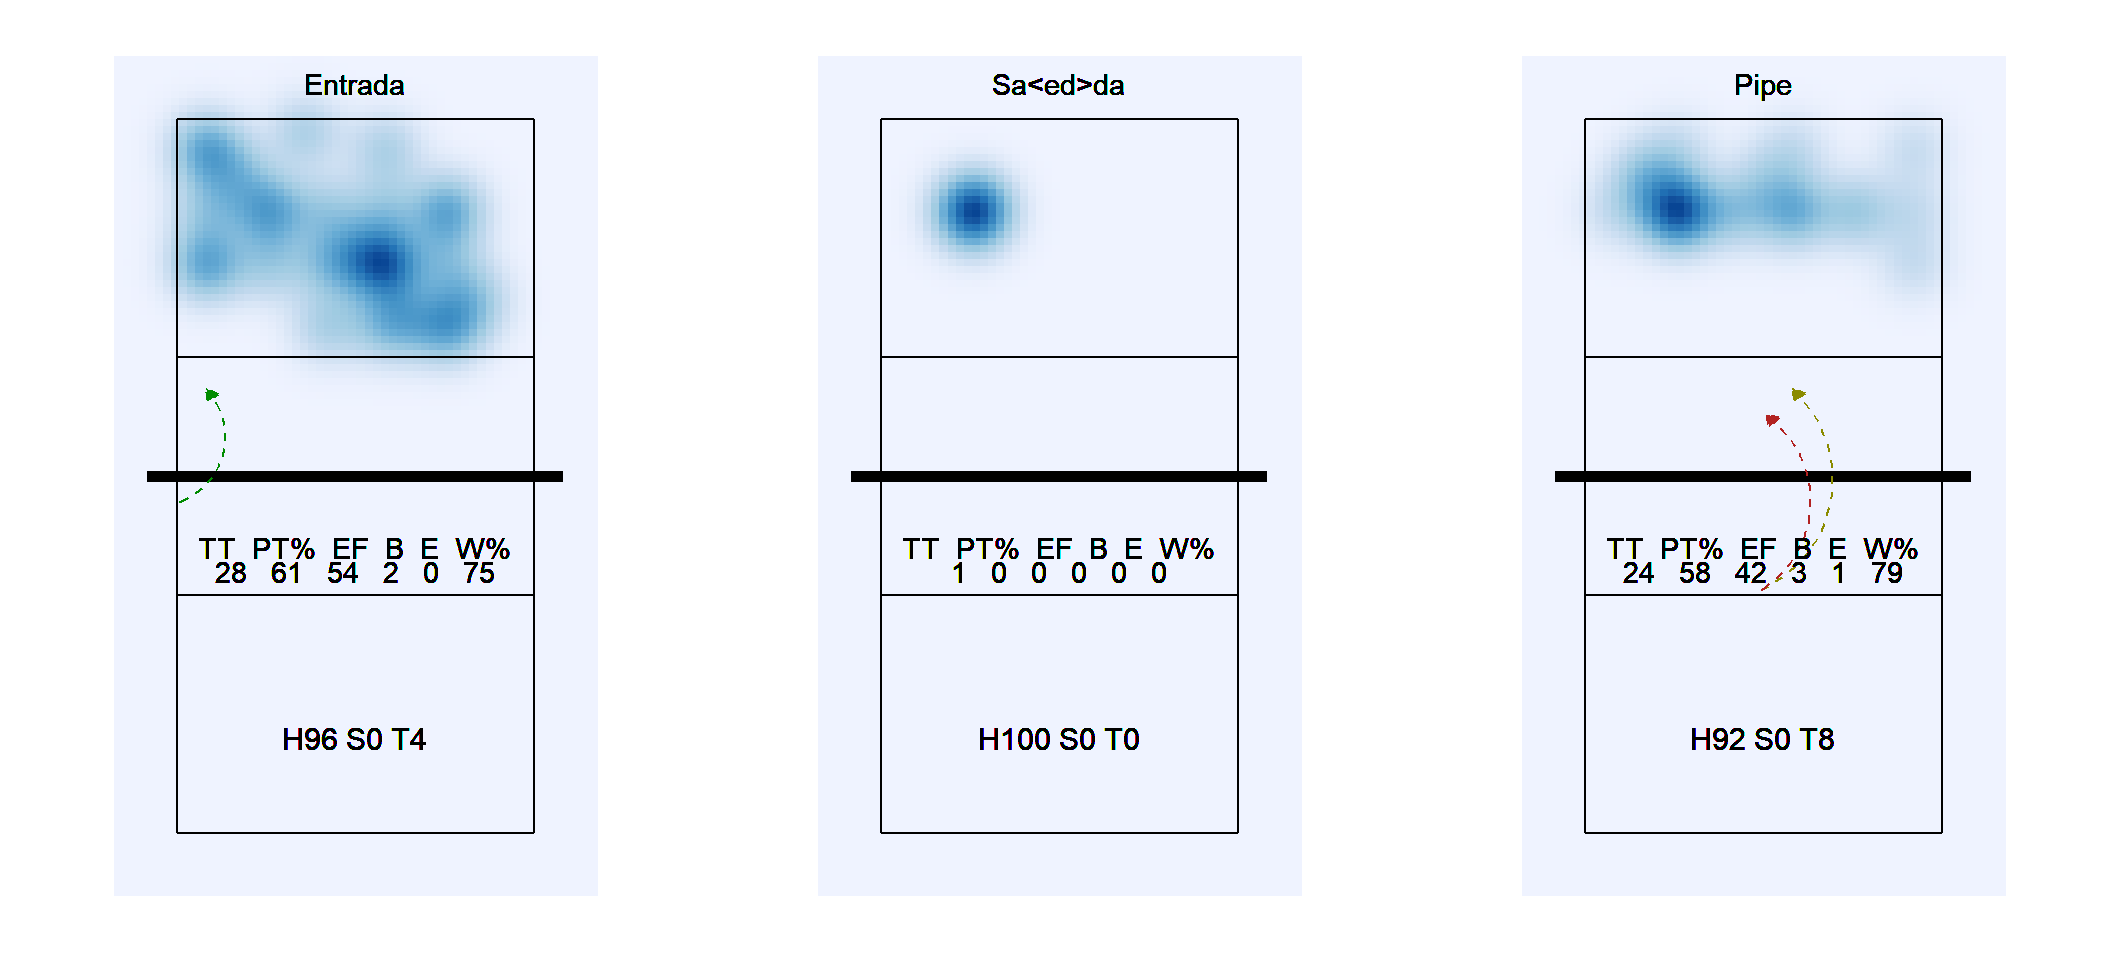 Entrada
TT PT% EF B E W%
28 61 54 2 0 75
H96 S0 T4
Sa<ed>da
TT PT% EF B E W%
1 0 0 0 0 0
H100 S0 T0
Pipe
TT PT% EF B E W%
24 58 42 3 1 79
H92 S0 T8